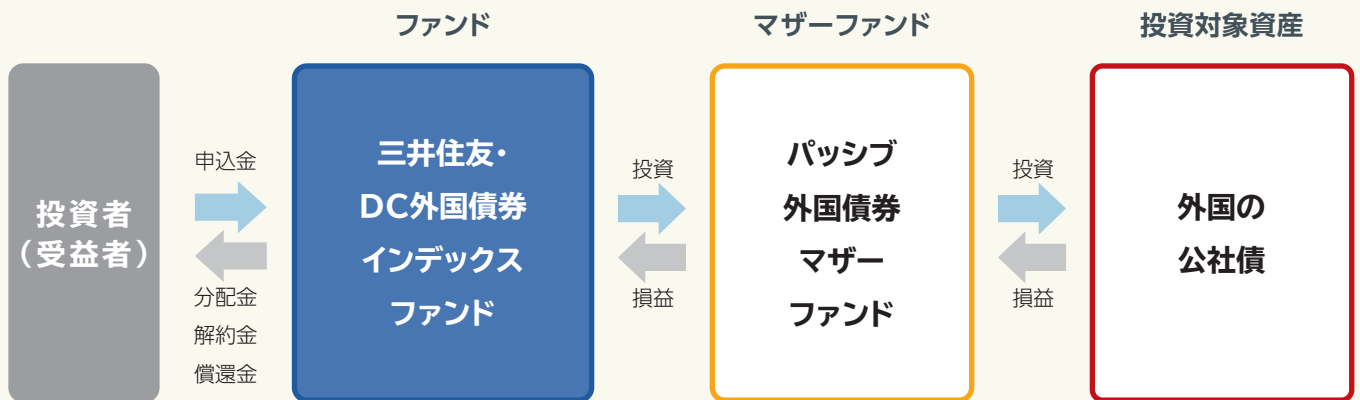 ファンド
マザーファンド
投資対象資産
投資者
（受益者）
申込金
分配金
解約金
償還金
三井住友・
DC外国債券
インデックス
ファンド
投資
損益
パッシブ
外国債券
マザー
ファンド
投資
損益
外国の
公社債